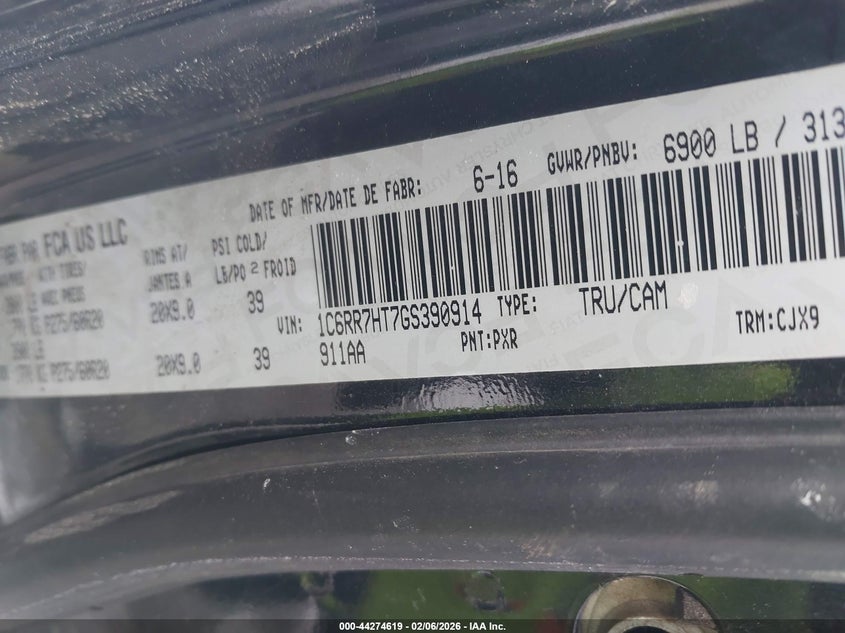 DATE OF MFR/DATE DE FABR: 6-16 GVWR/PNBV: 6900 LB / 313
FCA US LLC
RIMS AT/ PSI COLD/
JANTES.A LB/PO 2 FROID
P275/60R20 20X9.0 39
VIN: 1C6RR7HT7GS390914 TYPE: TRU/CAM
P275/60R20 20X9.0 39
911AA PNT:PXR TRM:CJX9
000-44274619 - 02/06/2026 - IAA Inc.